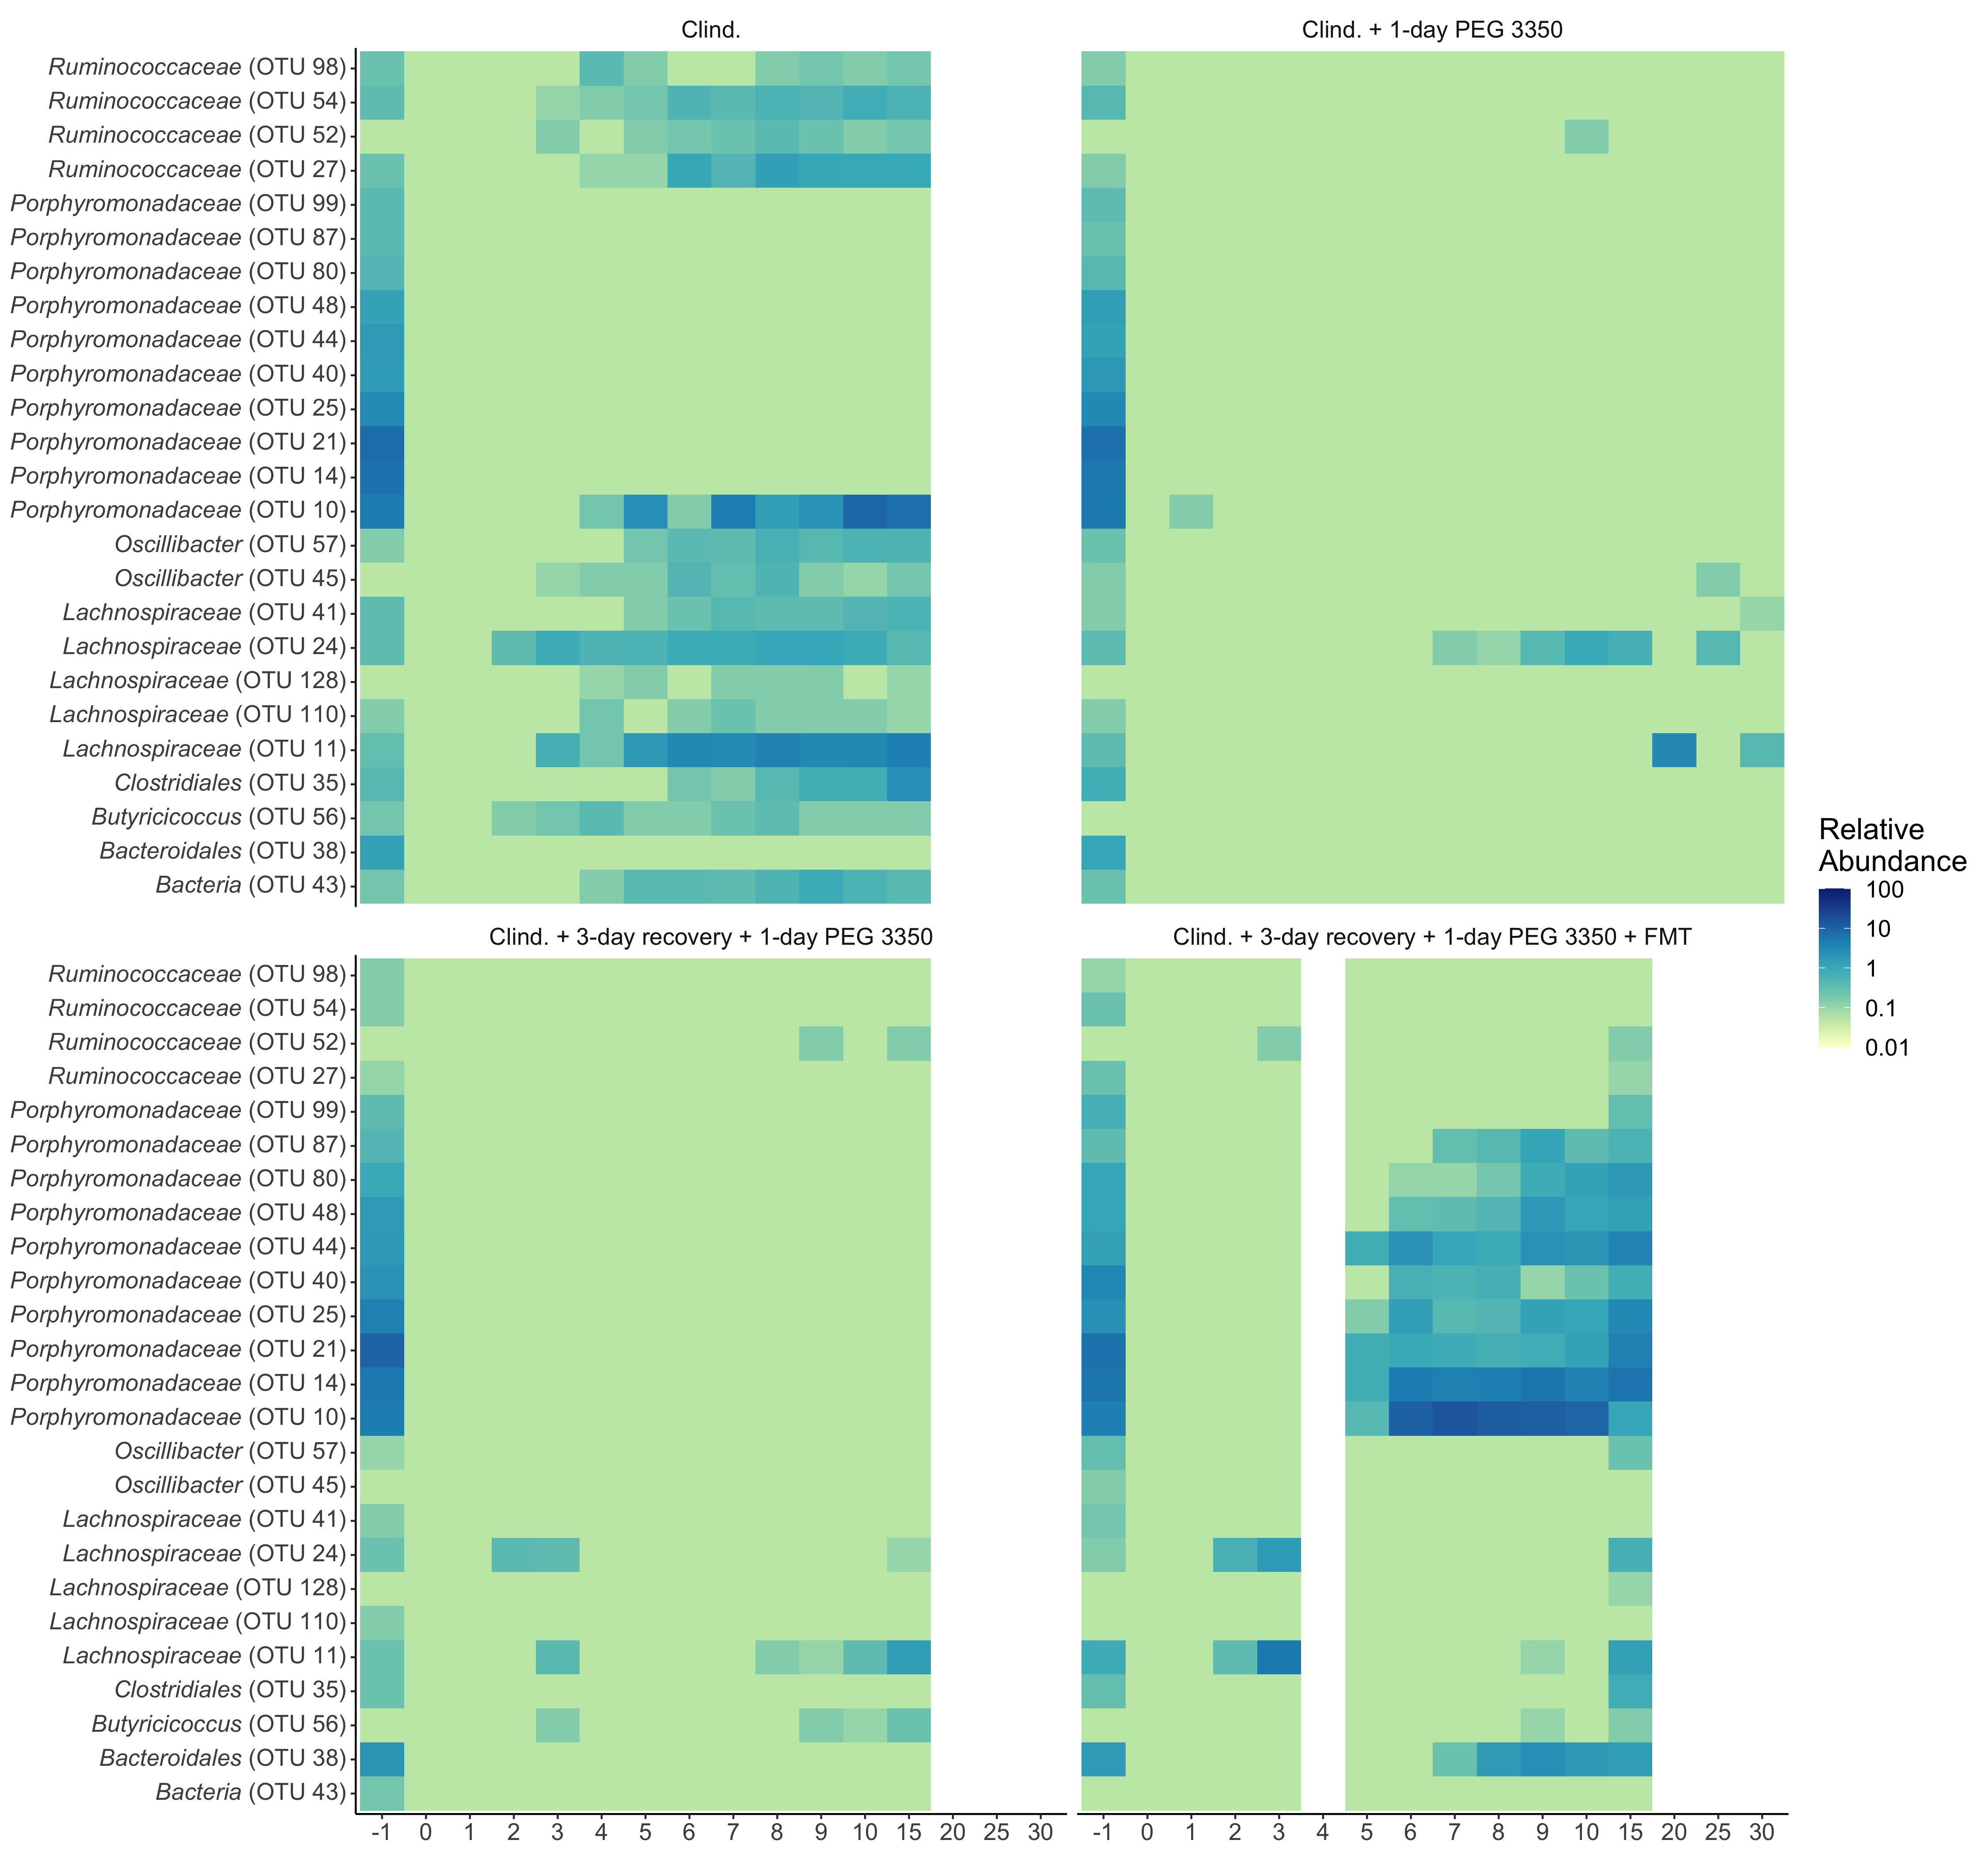 Clind.
Clind. + 1-day PEG 3350
Ruminococcaceae (OTU 98)
Ruminococcaceae (OTU 54)
Ruminococcaceae (OTU 52)
Ruminococcaceae (OTU 27)
Porphyromonadaceae (OTU 99)
Porphyromonadaceae (OTU 87)
Porphyromonadaceae (OTU 80)
Porphyromonadaceae (OTU 48)
Porphyromonadaceae (OTU 44)
Porphyromonadaceae (OTU 40)
Porphyromonadaceae (OTU 25)
Porphyromonadaceae (OTU 21)
Porphyromonadaceae (OTU 14)
Porphyromonadaceae (OTU 10)
Oscillibacter (OTU 57)
Oscillibacter (OTU 45)
Lachnospiraceae (OTU 41)
Lachnospiraceae (OTU 24)
Lachnospiraceae (OTU 128)
Lachnospiraceae (OTU 110)
Lachnospiraceae (OTU 11)
Clostridiales (OTU 35)
Butyricicoccus (OTU 56)
Bacteroidales (OTU 38)
Bacteria (OTU 43)
Relative
Abundance
100
10
1
0.1
0.01
Clind. + 3-day recovery + 1-day PEG 3350
Clind. + 3-day recovery + 1-day PEG 3350 + FMT
Ruminococcaceae (OTU 98)
Ruminococcaceae (OTU 54)
Ruminococcaceae (OTU 52)
Ruminococcaceae (OTU 27)
Porphyromonadaceae (OTU 99)
Porphyromonadaceae (OTU 87)
Porphyromonadaceae (OTU 80)
Porphyromonadaceae (OTU 48)
Porphyromonadaceae (OTU 44)
Porphyromonadaceae (OTU 40)
Porphyromonadaceae (OTU 25)
Porphyromonadaceae (OTU 21)
Porphyromonadaceae (OTU 14)
Porphyromonadaceae (OTU 10)
Oscillibacter (OTU 57)
Oscillibacter (OTU 45)
Lachnospiraceae (OTU 41)
Lachnospiraceae (OTU 24)
Lachnospiraceae (OTU 128)
Lachnospiraceae (OTU 110)
Lachnospiraceae (OTU 11)
Clostridiales (OTU 35)
Butyricicoccus (OTU 56)
Bacteroidales (OTU 38)
Bacteria (OTU 43)
-1 0 1 2 3 4 5 6 7 8 9 10 15 20 25 30
-1 0 1 2 3 4 5 6 7 8 9 10 15 20 25 30